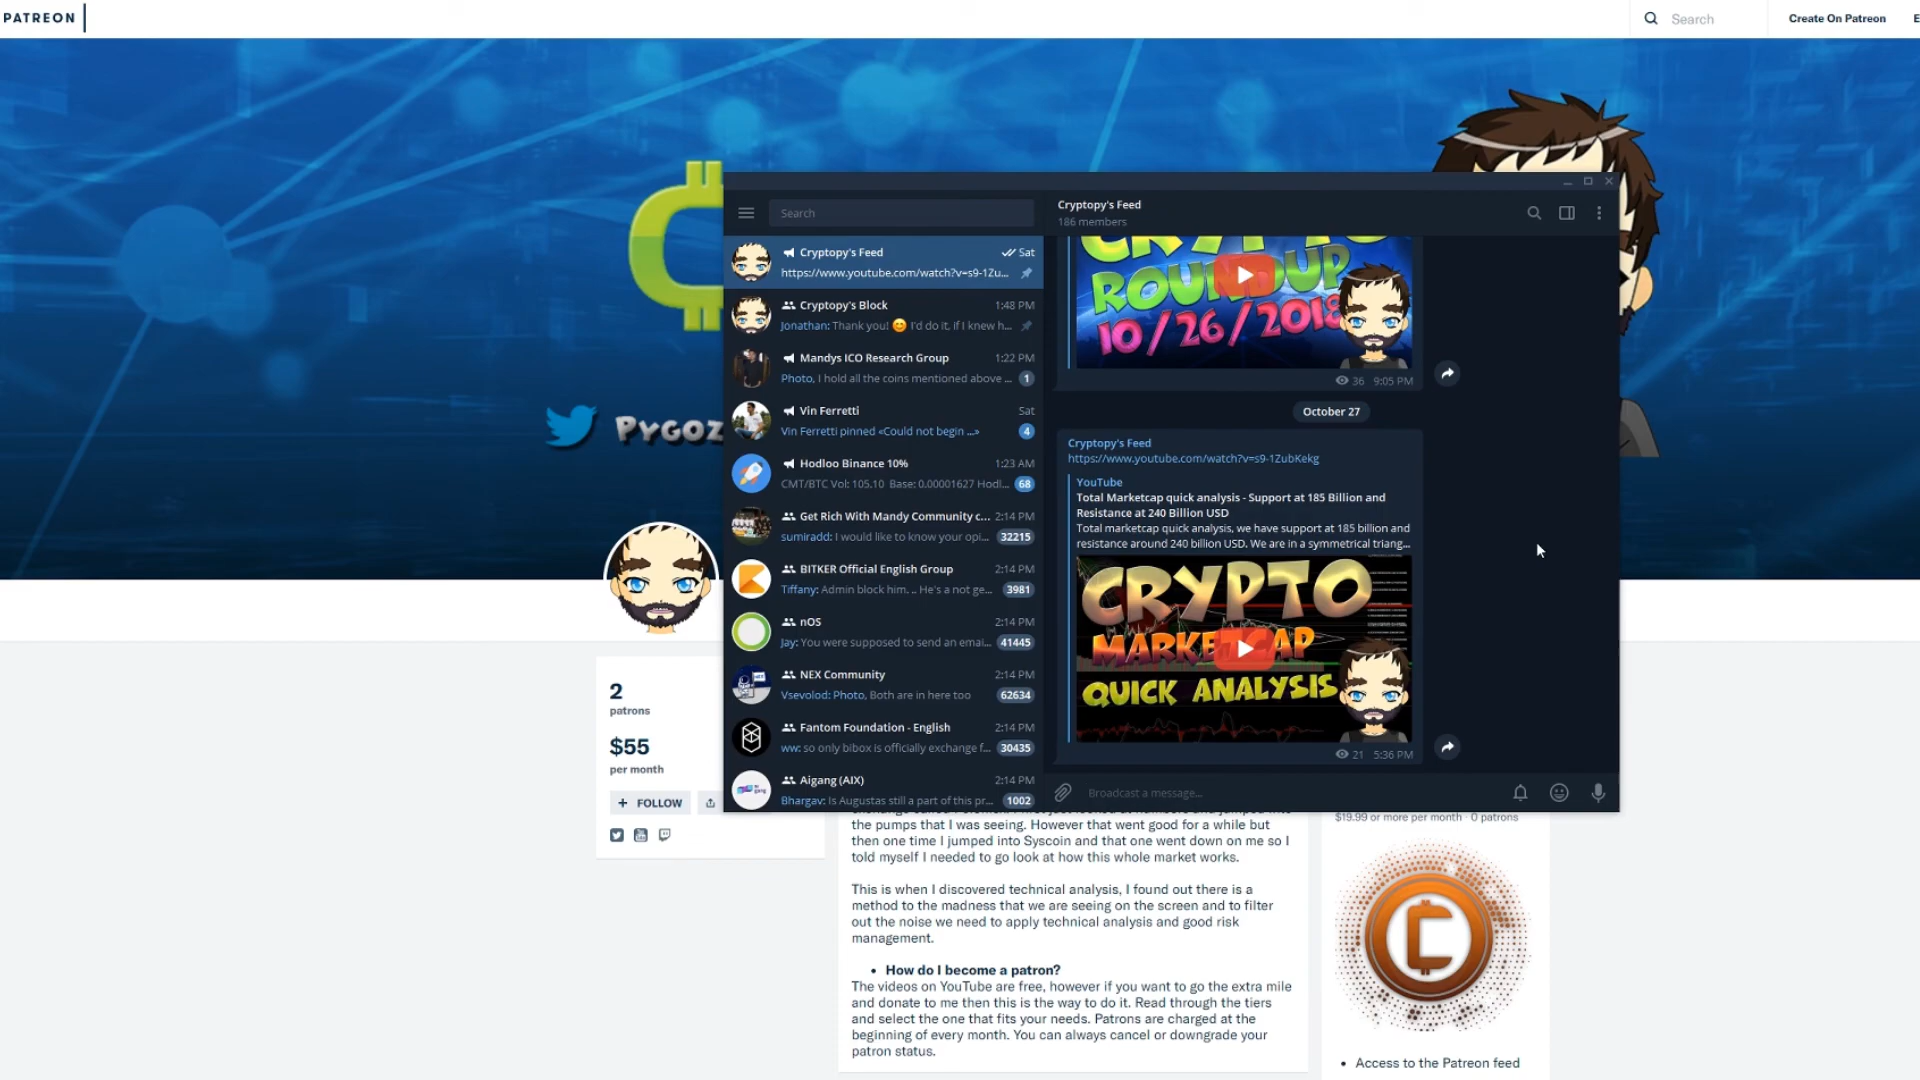 PATREON
Search
Create On Patreon
E
PYGOZ
Search
Cryptopy's Feed
186 members
Cryptopy's Feed
Sat
https://www.youtube.com/watch?v=s9-1Zu...
Cryptopy's Block
1:48 PM
Jonathan: Thank you! 😊 I'd do it, if I knew h...
Mandys ICO Research Group
1:22 PM
Photo, I hold all the coins mentioned above ...
1
Vin Ferretti
Sat
Vin Ferretti pinned «Could not begin ...»
4
Hodloo Binance 10%
1:23 AM
CMT/BTC Vol: 105.10 Base: 0.00001627 Hodl...
68
Get Rich With Mandy Community c...
2:14 PM
sumiradd: I would like to know your opi...
32215
BITKER Official English Group
2:14 PM
Tiffany: Admin block him. .. He's a not ge...
3981
nOS
2:14 PM
Jay: You were supposed to send an emai...
41445
NEX Community
2:14 PM
Vsevolod: Photo, Both are in here too
62634
Fantom Foundation - English
2:14 PM
ww: so only bibox is officially exchange f...
30435
Aigang (AIX)
2:14 PM
Bhargav: Is Augustas still a part of this pr...
1002
CRYPTO
ROUNDUP
10/26/2018
36 9:05 PM
October 27
Cryptopy's Feed
https://www.youtube.com/watch?v=s9-1ZubKekg
YouTube
Total Marketcap quick analysis - Support at 185 Billion and
Resistance at 240 Billion USD
Total marketcap quick analysis, we have support at 185 billion and
resistance around 240 billion USD. We are in a symmetrical triang...
CRYPTO
MARKETCAP
QUICK ANALYSIS
21 5:36 PM
Broadcast a message...
2
patrons
$55
per month
+ FOLLOW
the pumps that I was seeing. However that went good for a while but
then one time I jumped into Syscoin and that one went down on me so I
told myself I needed to go look at how this whole market works.
This is when I discovered technical analysis, I found out there is a
method to the madness that we are seeing on the screen and to filter
out the noise we need to apply technical analysis and good risk
management.
• How do I become a patron?
The videos on YouTube are free, however if you want to go the extra mile
and donate to me then this is the way to do it. Read through the tiers
and select the one that fits your needs. Patrons are charged at the
beginning of every month. You can always cancel or downgrade your
patron status.
$19.99 or more per month · 0 patrons
• Access to the Patreon feed